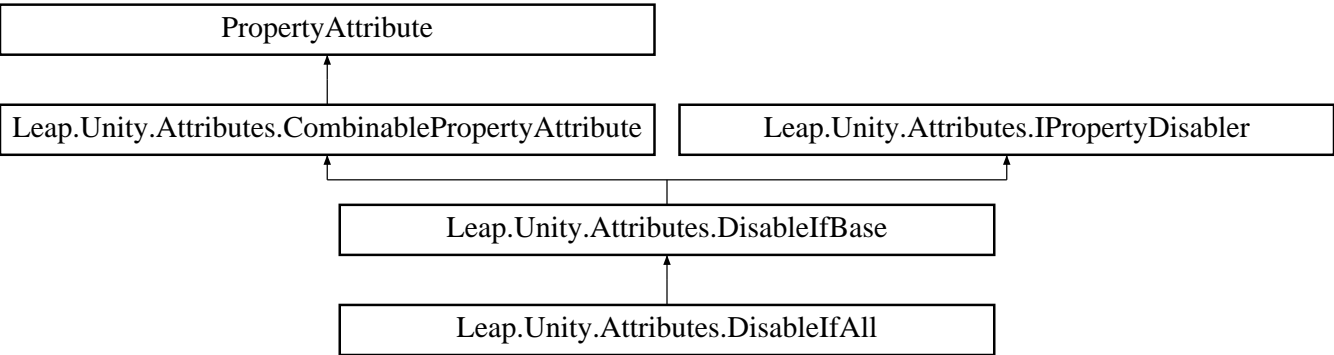 PropertyAttribute
Leap.Unity.Attributes.CombinablePropertyAttribute
Leap.Unity.Attributes.IPropertyDisabler
Leap.Unity.Attributes.DisableIfBase
Leap.Unity.Attributes.DisableIfAll